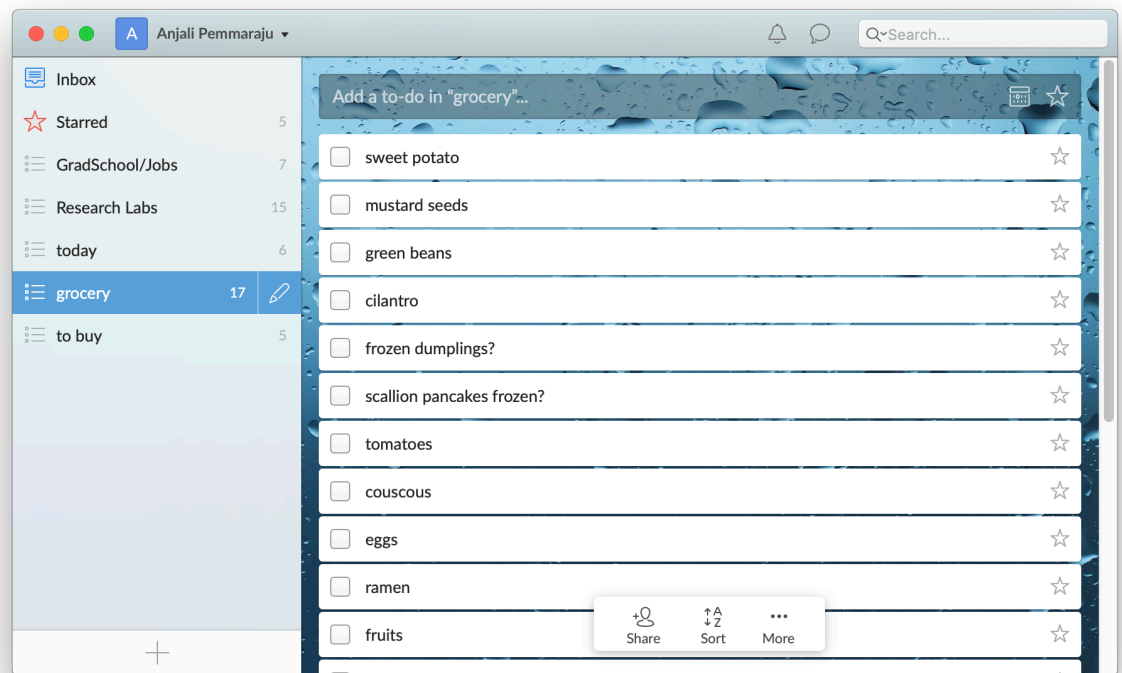 A Anjali Pemmaraju
Search...
Inbox
Starred 5
GradSchool/Jobs 7
Research Labs 15
today 6
grocery 17
to buy 5
Add a to-do in “grocery”...
sweet potato
mustard seeds
green beans
cilantro
frozen dumplings?
scallion pancakes frozen?
tomatoes
couscous
eggs
ramen
fruits
Share
A
Z
Sort
More